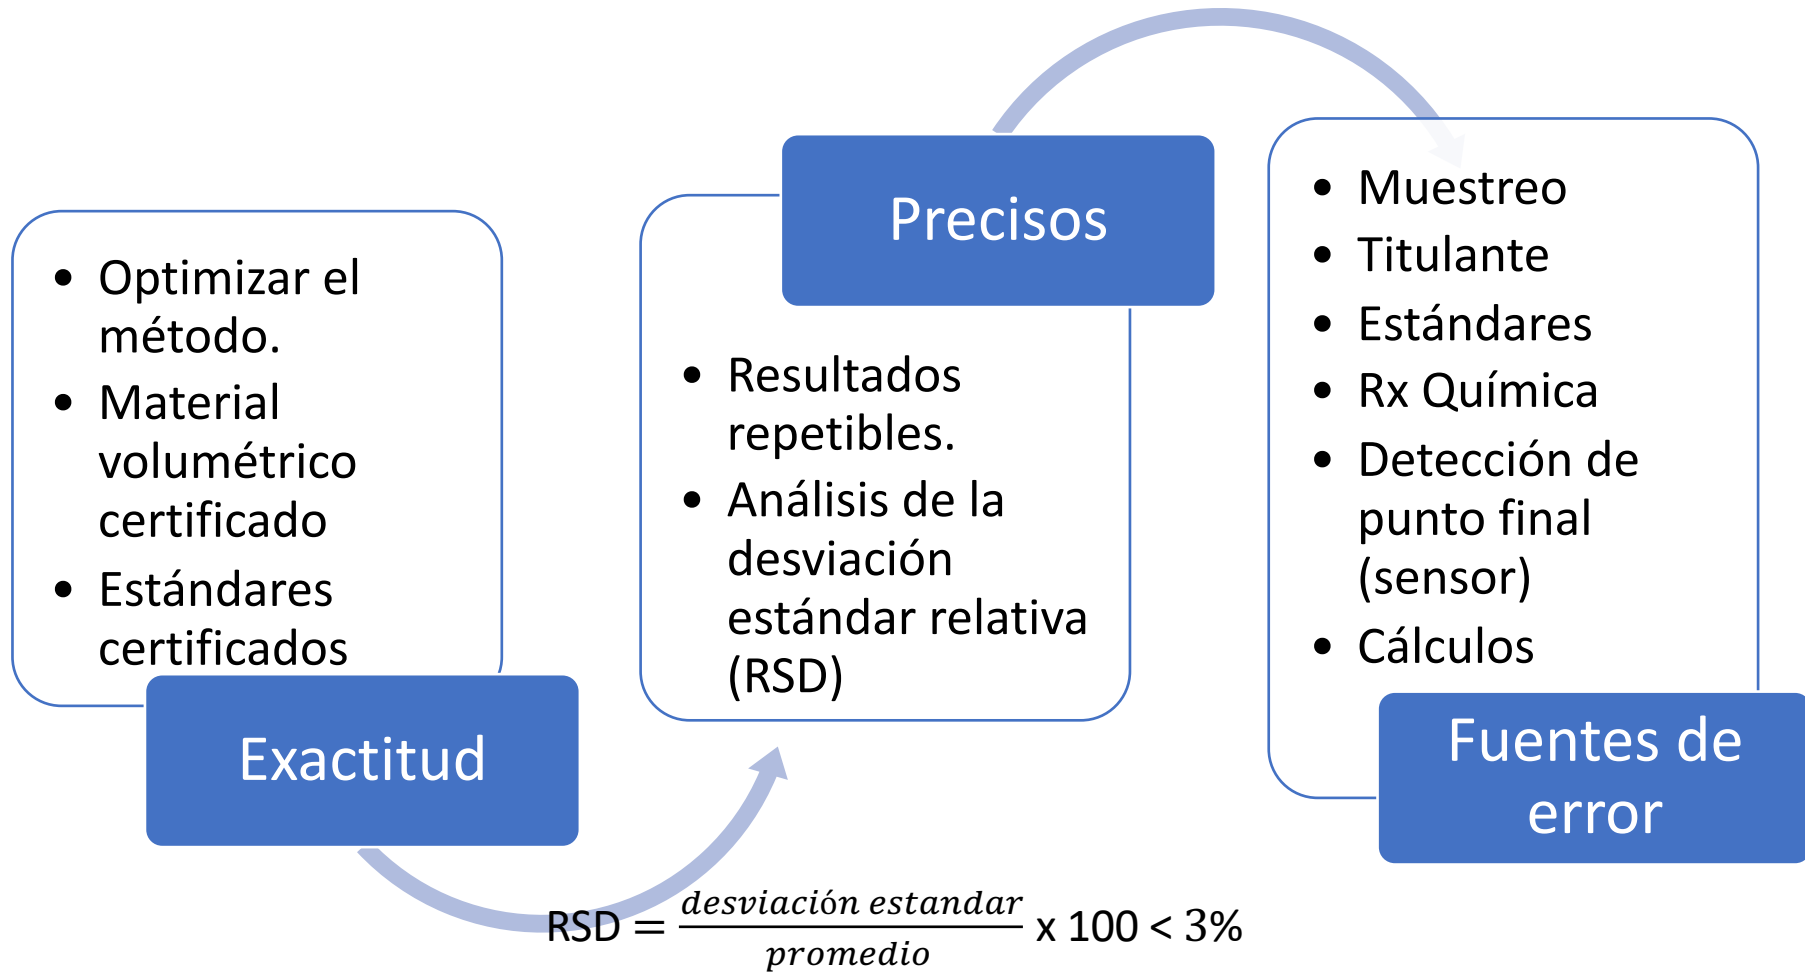 • Optimizar el
método.
• Material
volumétrico
certificado
• Estándares
certificados
Exactitud
Precisos
• Resultados
repetibles.
• Análisis de la
desviación
estándar relativa
(RSD)
• Muestreo
• Titulante
• Estándares
• Rx Química
• Detección de
punto final
(sensor)
• Cálculos
Fuentes de
error
RSD = desviación estandar / promedio x 100 < 3%